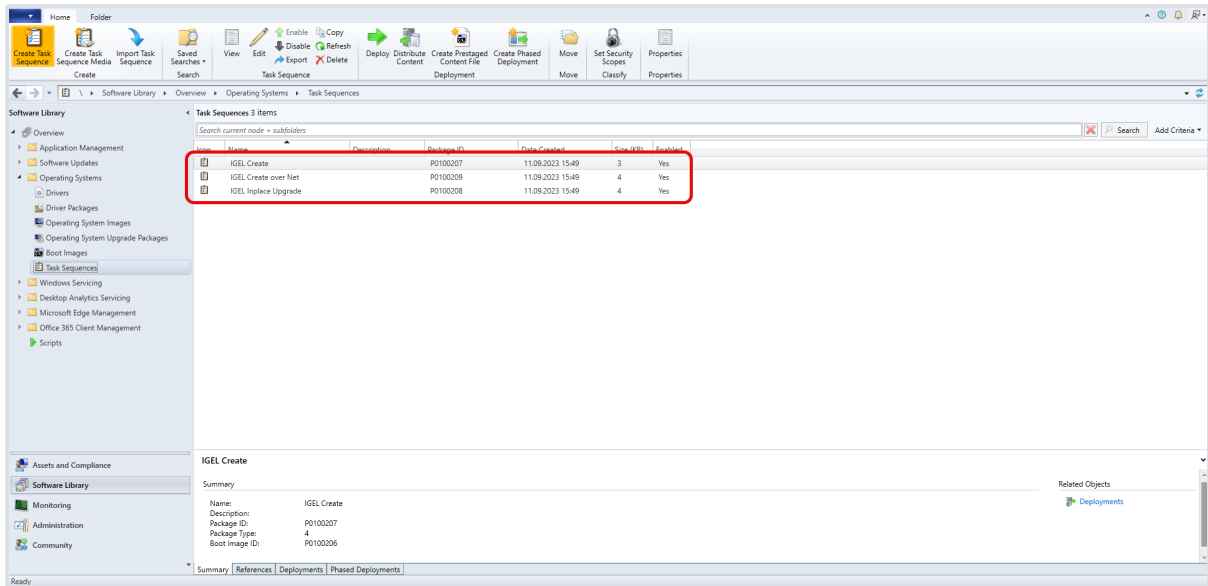 Home Folder
Create Task Sequence
Create Task Sequence Media
Import Task Sequence
Create
Saved Searches
Search
View
Edit
Enable
Disable
Export
Copy
Refresh
Delete
Task Sequence
Deploy
Distribute Content
Create Prestaged Content File
Create Phased Deployment
Deployment
Move
Move
Set Security Scopes
Classify
Properties
Properties
\ Software Library Overview Operating Systems Task Sequences
Software Library
Overview
Application Management
Software Updates
Operating Systems
Drivers
Driver Packages
Operating System Images
Operating System Upgrade Packages
Boot Images
Task Sequences
Windows Servicing
Desktop Analytics Servicing
Microsoft Edge Management
Office 365 Client Management
Scripts
Task Sequences 3 items
Search current node + subfolders
Search Add Criteria
Icon Name Description Package ID Date Created Size (KB) Enabled
IGEL Create P0100207 11.09.2023 15:49 3 Yes
IGEL Create over Net P0100209 11.09.2023 15:49 4 Yes
IGEL Inplace Upgrade P0100208 11.09.2023 15:49 4 Yes
Assets and Compliance
Software Library
Monitoring
Administration
Community
IGEL Create
Summary
Name: IGEL Create
Description:
Package ID: P0100207
Package Type: 4
Boot Image ID: P0100206
Related Objects
Deployments
Summary References Deployments Phased Deployments
Ready